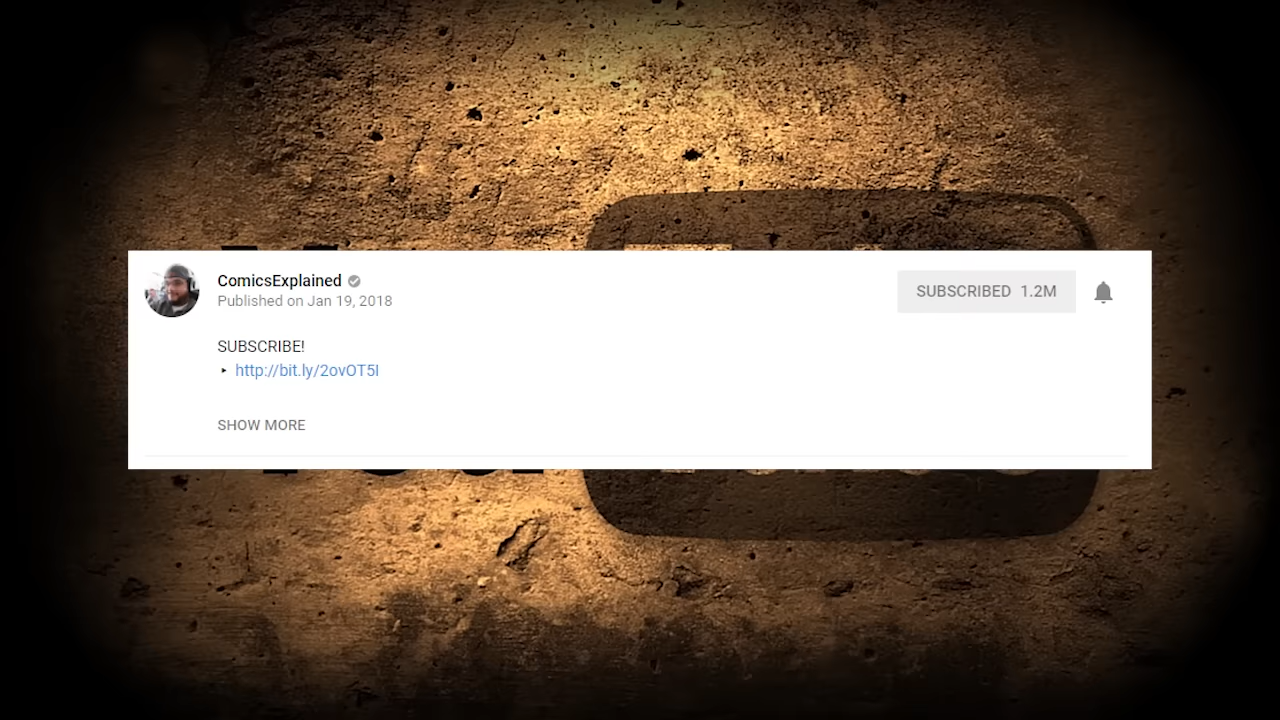 ComicsExplained
Published on Jan 19, 2018
SUBSCRIBED 1.2M
SUBSCRIBE!
‣ http://bit.ly/2ovOT5I
SHOW MORE